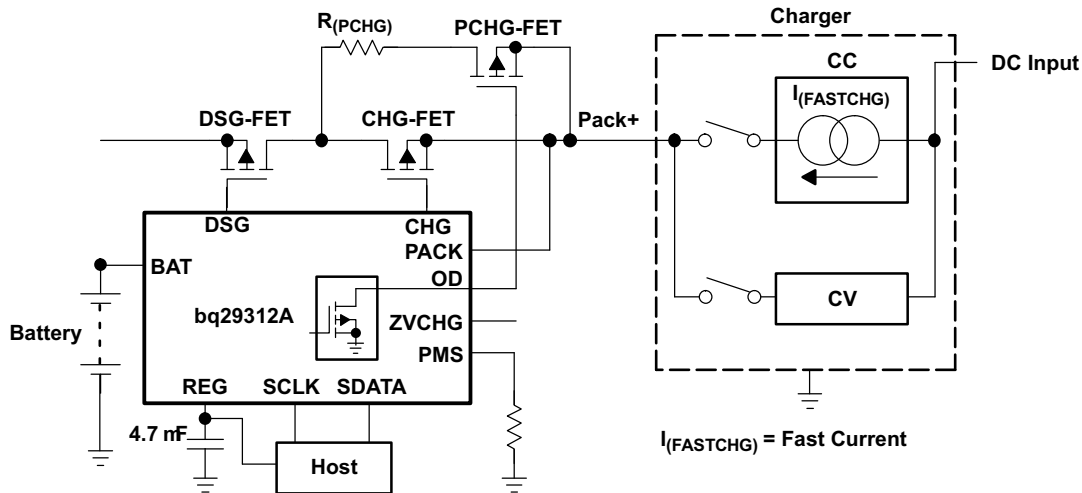 R(PCHG)
PCHG-FET
Charger
CC
DC Input
I(FASTCHG)
DSG-FET
CHG-FET
Pack+
DSG
CHG
PACK
BAT
OD
CV
Battery
bq29312A
ZVCHG
PMS
REG
SCLK
SDATA
4.7 mF
Host
I(FASTCHG) = Fast Current